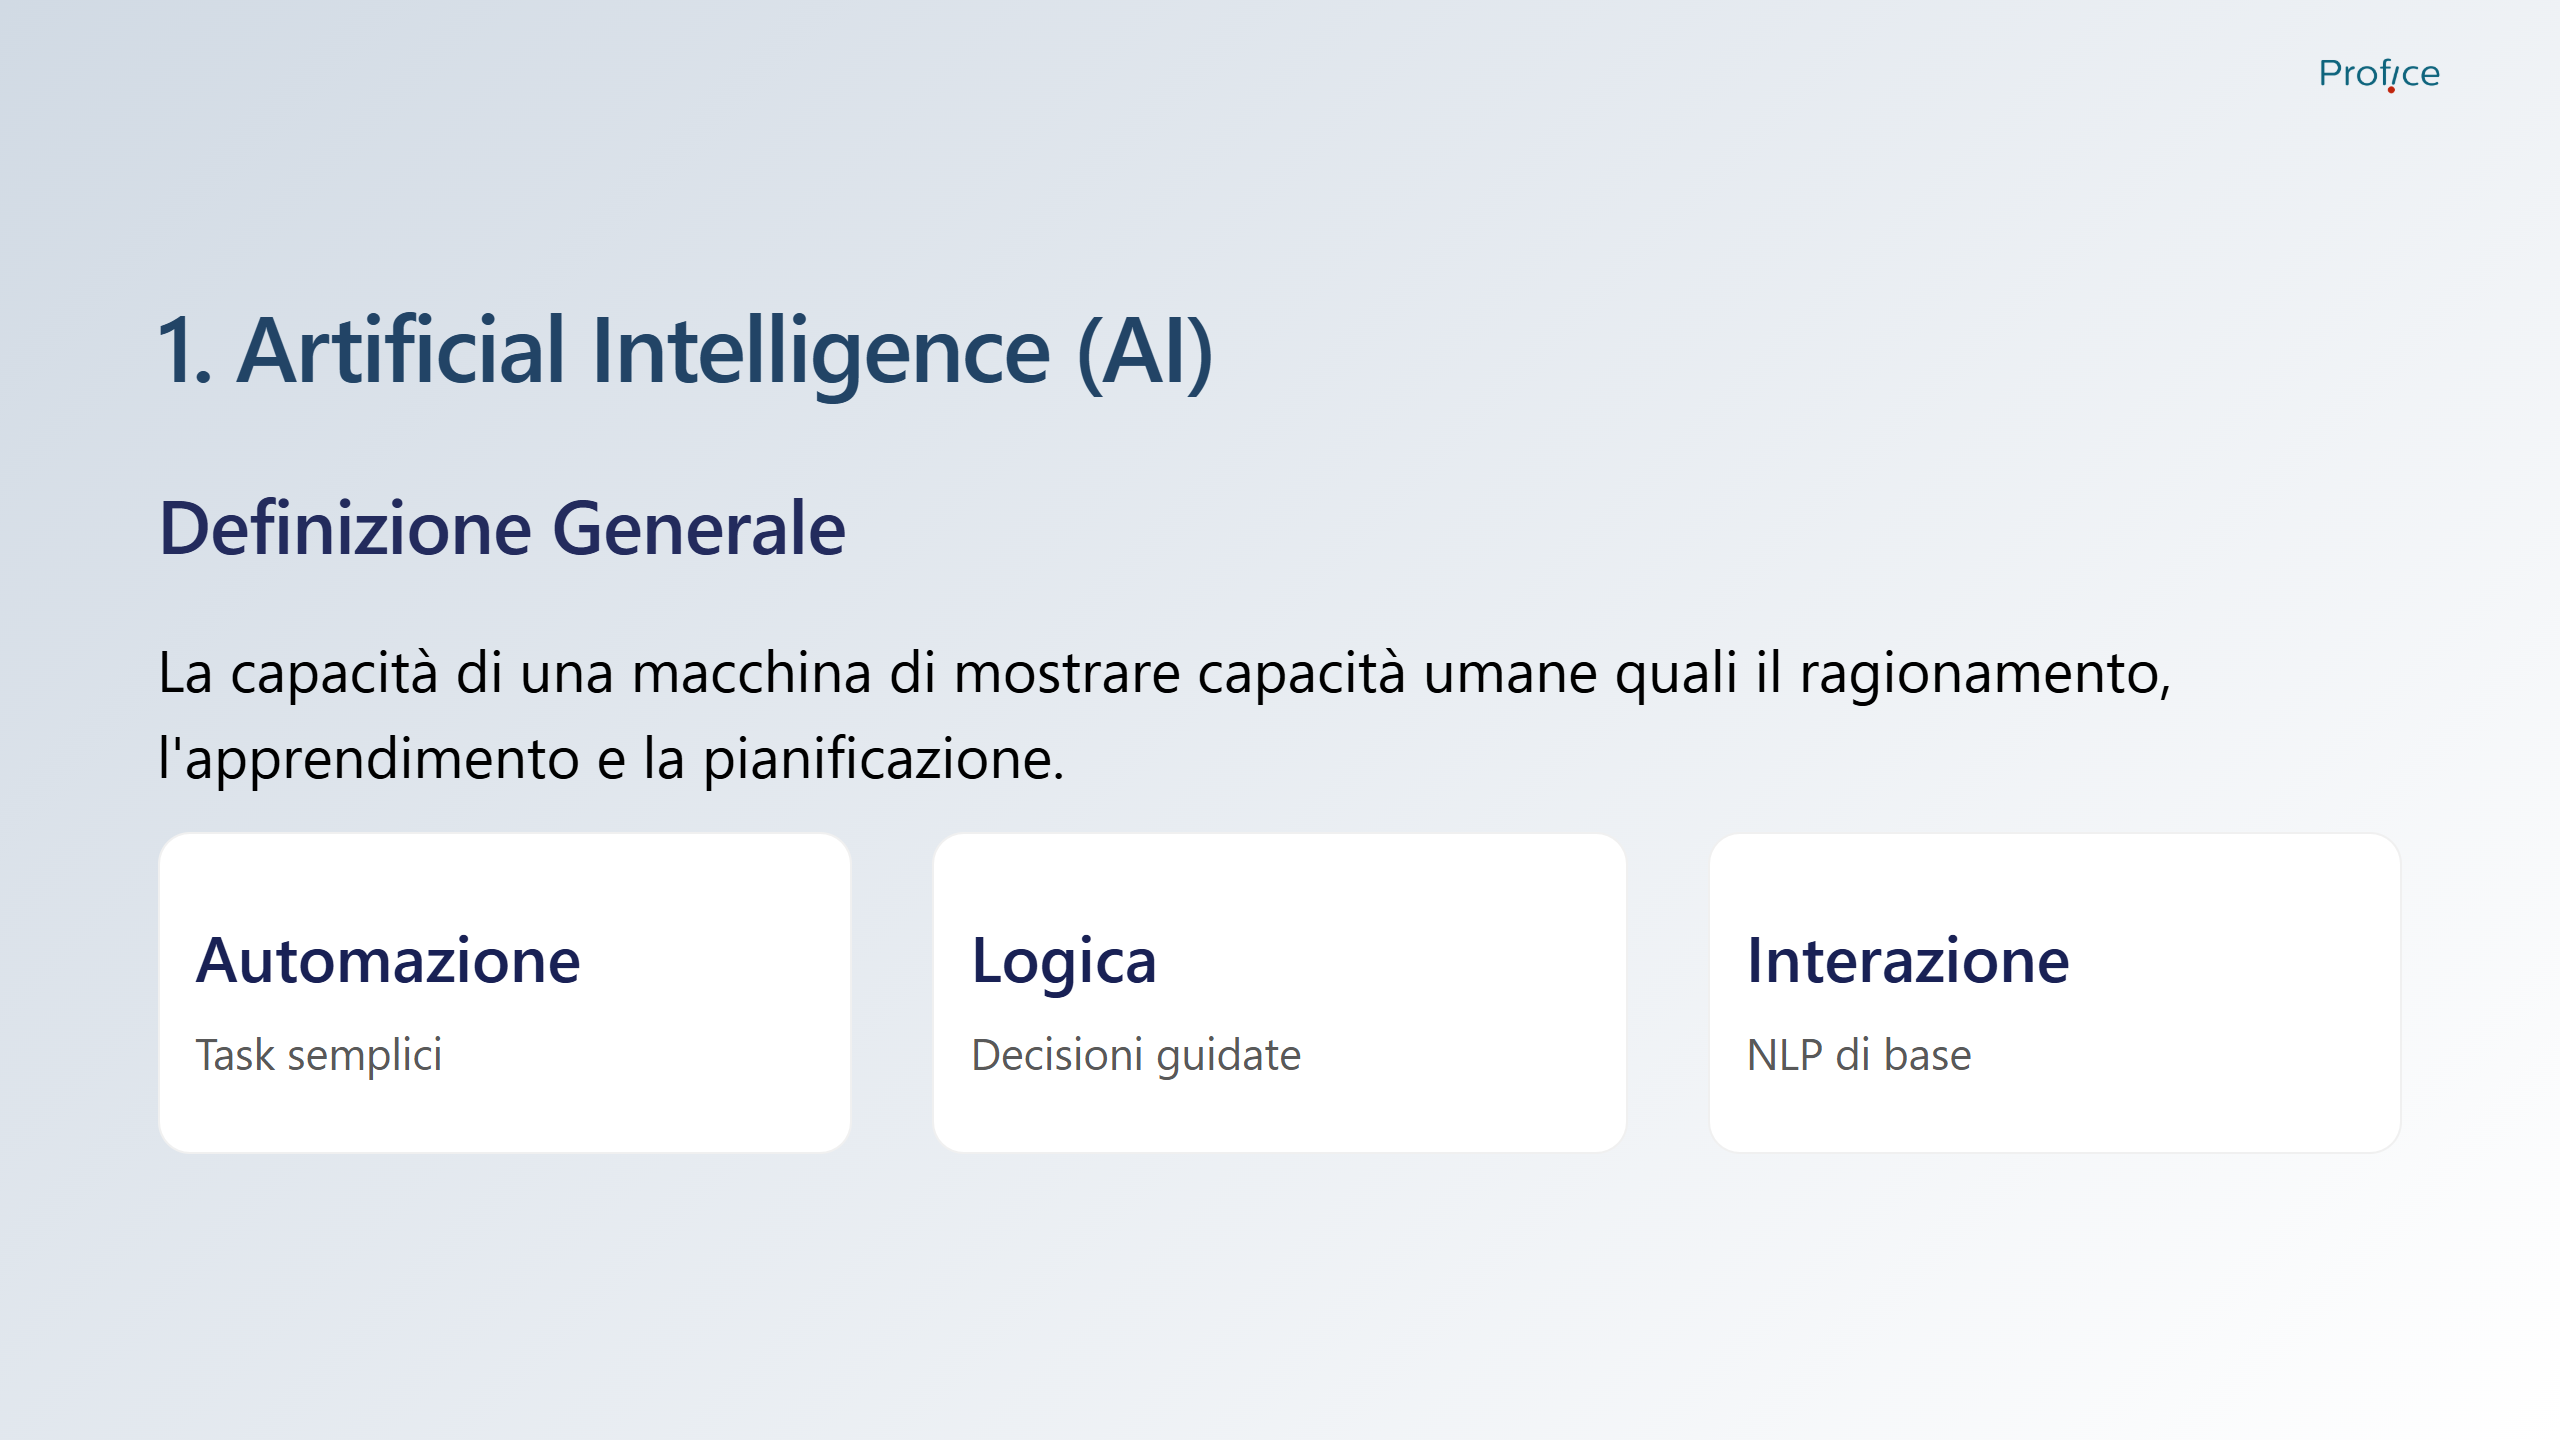 Profice
1. Artificial Intelligence (AI)
Definizione Generale
La capacità di una macchina di mostrare capacità umane quali il ragionamento,
l'apprendimento e la pianificazione.
Automazione
Task semplici
Logica
Decisioni guidate
Interazione
NLP di base